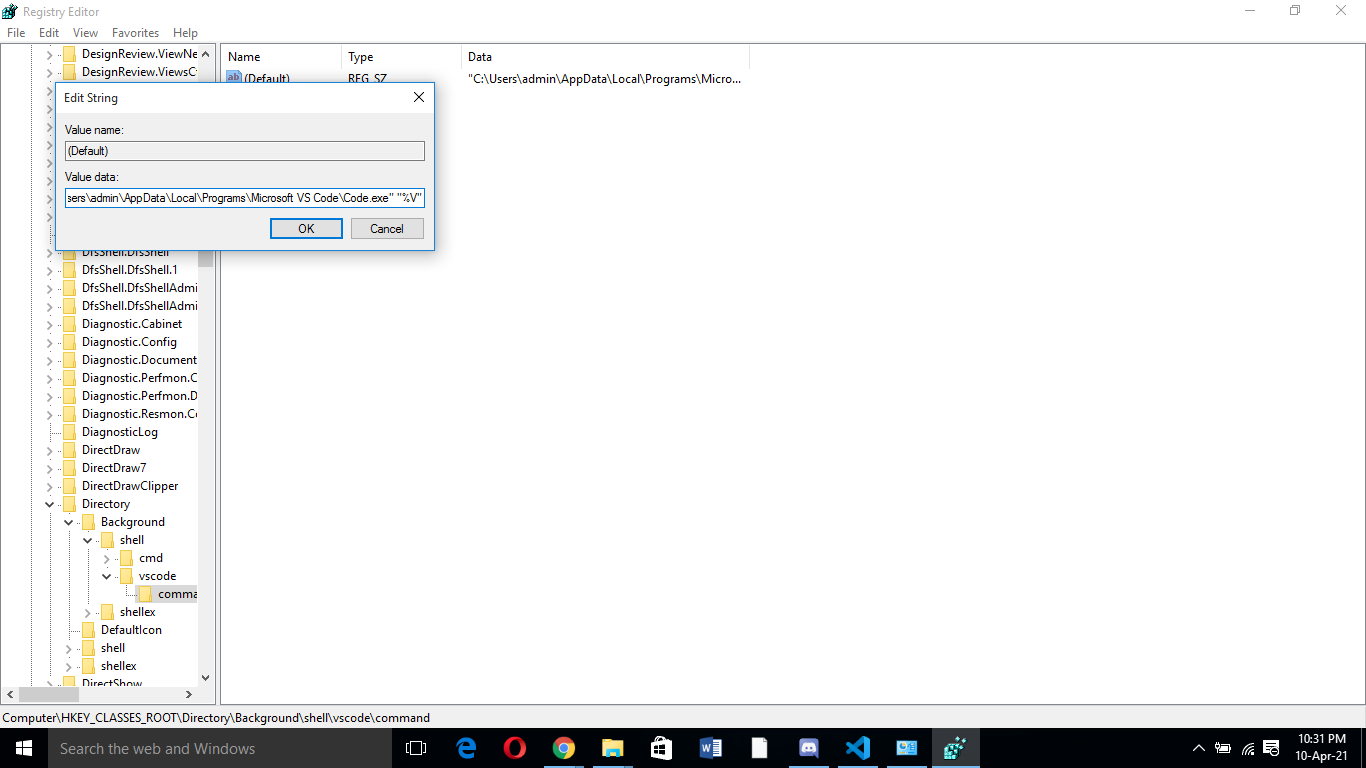 Registry Editor
File Edit View Favorites Help
Name Type Data
(Default) REG_SZ "C:\Users\admin\AppData\Local\Programs\Micro...
DesignReview.ViewNe
DesignReview.ViewsC
Edit String
Value name:
(Default)
Value data:
sers\admin\AppData\Local\Programs\Microsoft VS Code\Code.exe" "%V"
OK Cancel
DfsShell.DfsShell
DfsShell.DfsShell.1
DfsShell.DfsShellAdmi
DfsShell.DfsShellAdmi
Diagnostic.Cabinet
Diagnostic.Config
Diagnostic.Document
Diagnostic.Perfmon.C
Diagnostic.Perfmon.D
Diagnostic.Resmon.Co
DiagnosticLog
DirectDraw
DirectDraw7
DirectDrawClipper
Directory
Background
shell
cmd
vscode
comma
shellex
DefaultIcon
shell
shellex
DirectShow
Computer\HKEY_CLASSES_ROOT\Directory\Background\shell\vscode\command
Search the web and Windows
10:31 PM
10-Apr-21